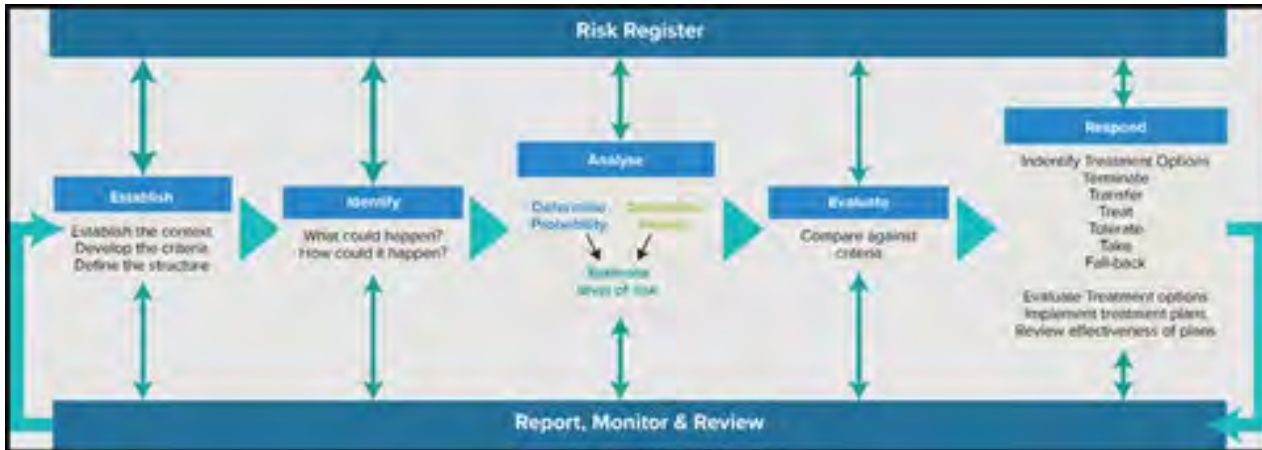 Risk Register
Establish
Establish the context
Develop the criteria
Define the structure
Identify
What could happen?
How could it happen?
Analyse
Determine
Probability
Determine
Impact
Estimate
level of risk
Evaluate
Compare against
criteria
Respond
Indentify Treatment Options
Terminate
Transfer
Treat
Tolerate
Take
Fall-back
Evaluate Treatment options
Implement treatment plans
Review effectiveness of plans
Report, Monitor & Review